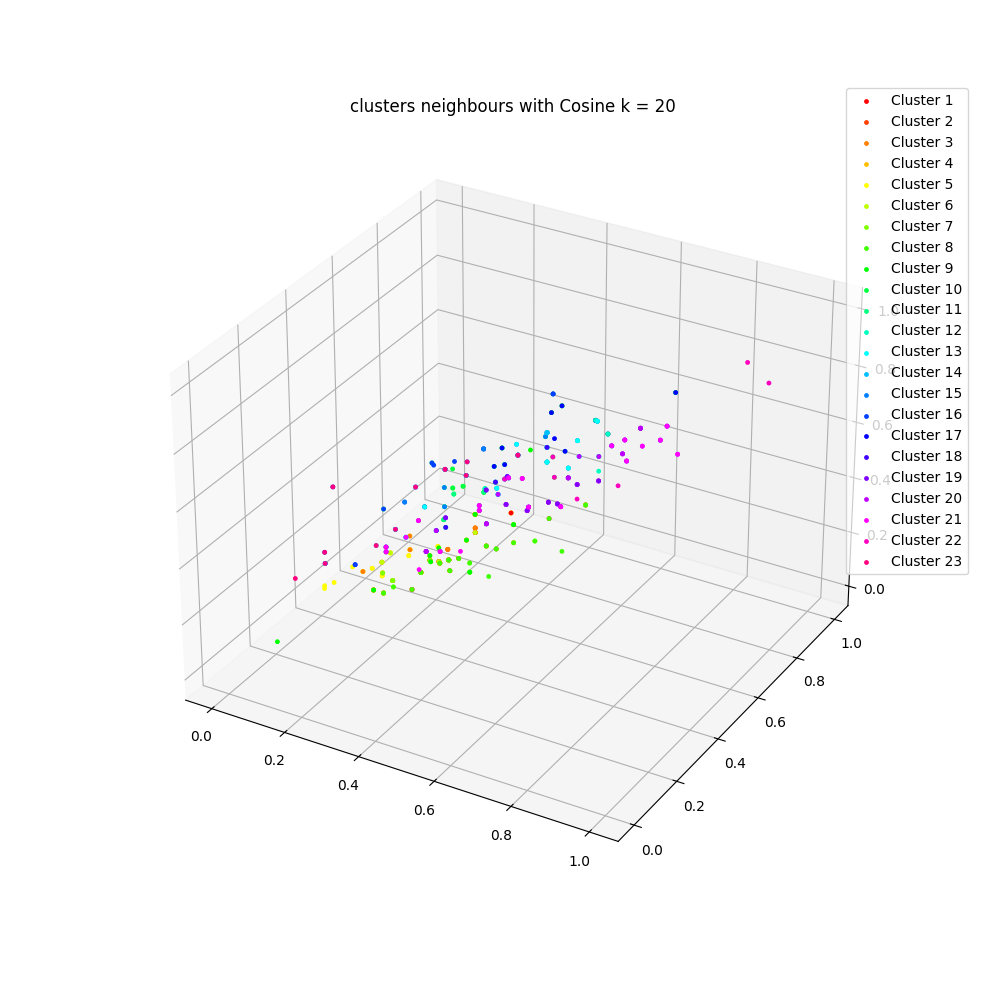 clusters neighbours with Cosine k = 20
Cluster 1
Cluster 2
Cluster 3
Cluster 4
Cluster 5
Cluster 6
Cluster 7
Cluster 8
Cluster 9
Cluster 10
Cluster 11
Cluster 12
Cluster 13
Cluster 14
Cluster 15
Cluster 16
Cluster 17
Cluster 18
Cluster 19
Cluster 20
Cluster 21
Cluster 22
Cluster 23
1.0
0.8
0.6
0.4
0.2
0.0
0.0
0.2
0.4
0.6
0.8
1.0
0.0
0.2
0.4
0.6
0.8
1.0